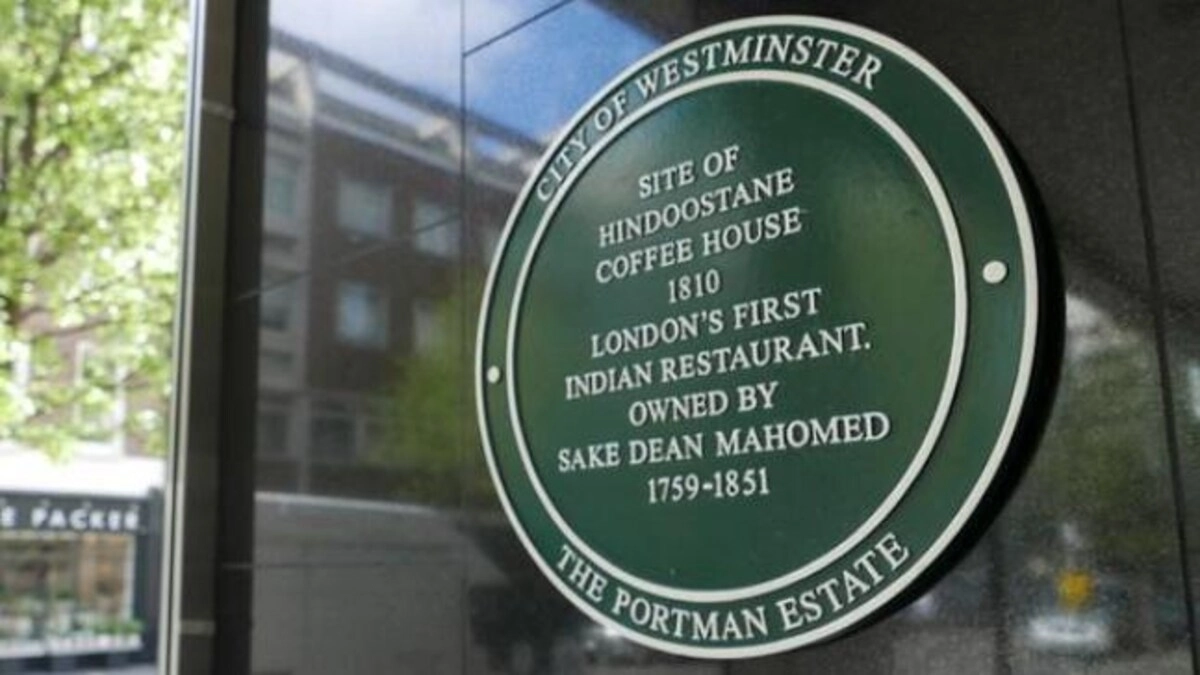 CITY OF WESTMINSTER
SITE OF
HINDOOSTANE
COFFEE HOUSE
1810
LONDON'S FIRST
INDIAN RESTAURANT.
OWNED BY
SAKE DEAN MAHOMED
1759-1851
THE PORTMAN ESTATE